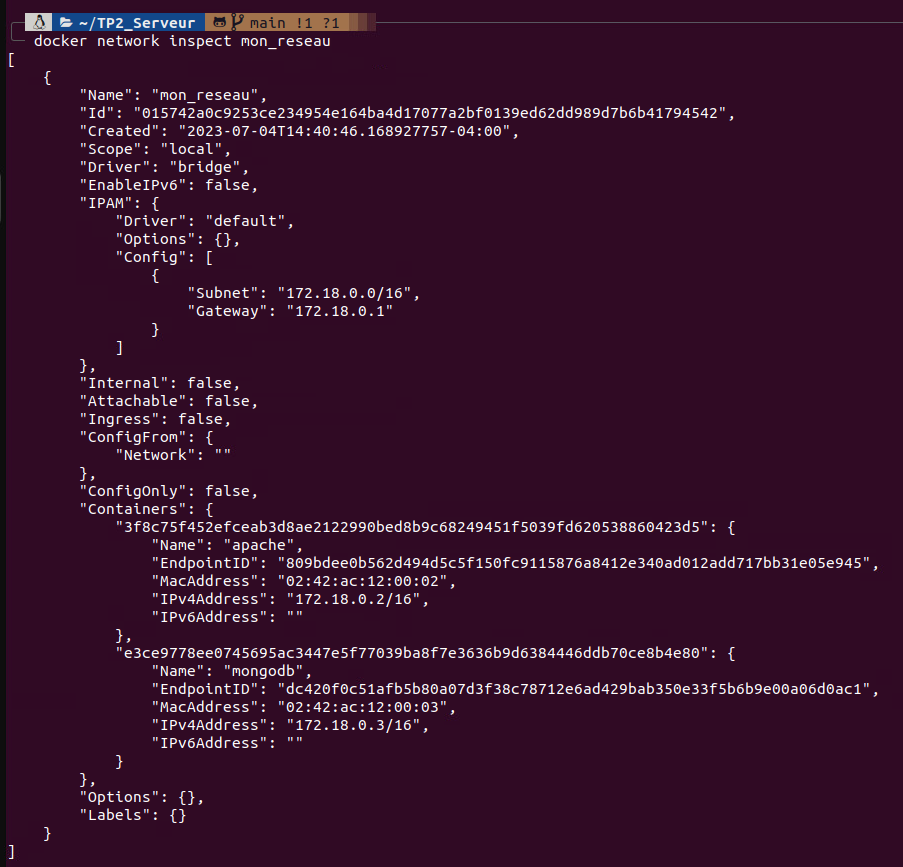 ~/TP2_Serveur main !1 ?1
docker network inspect mon_reseau
[
    {
        "Name": "mon_reseau",
        "Id": "015742a0c9253ce234954e164ba4d17077a2bf0139ed62dd989d7b6b41794542",
        "Created": "2023-07-04T14:40:46.168927757-04:00",
        "Scope": "local",
        "Driver": "bridge",
        "EnableIPv6": false,
        "IPAM": {
            "Driver": "default",
            "Options": {},
            "Config": [
                {
                    "Subnet": "172.18.0.0/16",
                    "Gateway": "172.18.0.1"
                }
            ]
        },
        "Internal": false,
        "Attachable": false,
        "Ingress": false,
        "ConfigFrom": {
            "Network": ""
        },
        "ConfigOnly": false,
        "Containers": {
            "3f8c75f452efceab3d8ae2122990bed8b9c68249451f5039fd620538860423d5": {
                "Name": "apache",
                "EndpointID": "809bdee0b562d494d5c5f150fc9115876a8412e340ad012add717bb31e05e945",
                "MacAddress": "02:42:ac:12:00:02",
                "IPv4Address": "172.18.0.2/16",
                "IPv6Address": ""
            },
            "e3ce9778ee0745695ac3447e5f77039ba8f7e3636b9d6384446ddb70ce8b4e80": {
                "Name": "mongodb",
                "EndpointID": "dc420f0c51afb5b80a07d3f38c78712e6ad429bab350e33f5b6b9e00a06d0ac1",
                "MacAddress": "02:42:ac:12:00:03",
                "IPv4Address": "172.18.0.3/16",
                "IPv6Address": ""
            }
        },
        "Options": {},
        "Labels": {}
    }
]